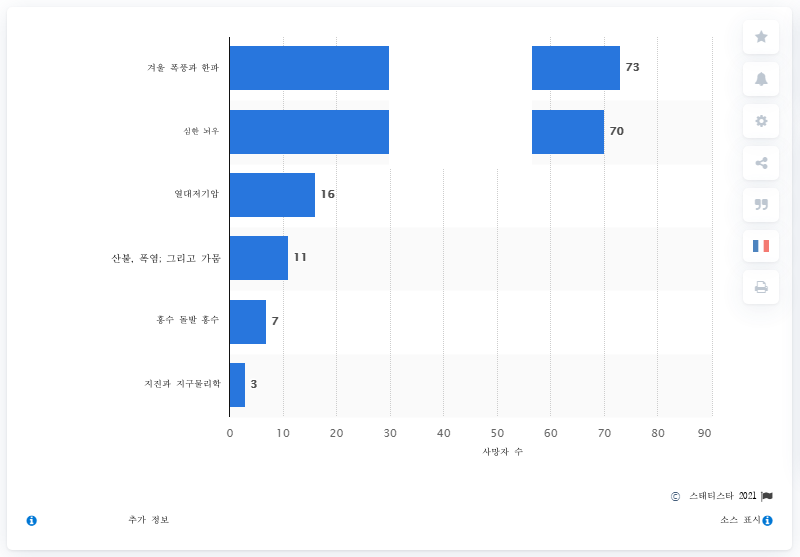 겨울 폭풍과 한파
73
심한 뇌우
70
열대저기압
16
산불, 폭염; 그리고 가뭄
11
홍수 돌발 홍수
7
지진과 지구물리학
3
0 10 20 30 40 50 60 70 80 90
사망자 수
© 스태티스타 2021
추가 정보
소스 표시